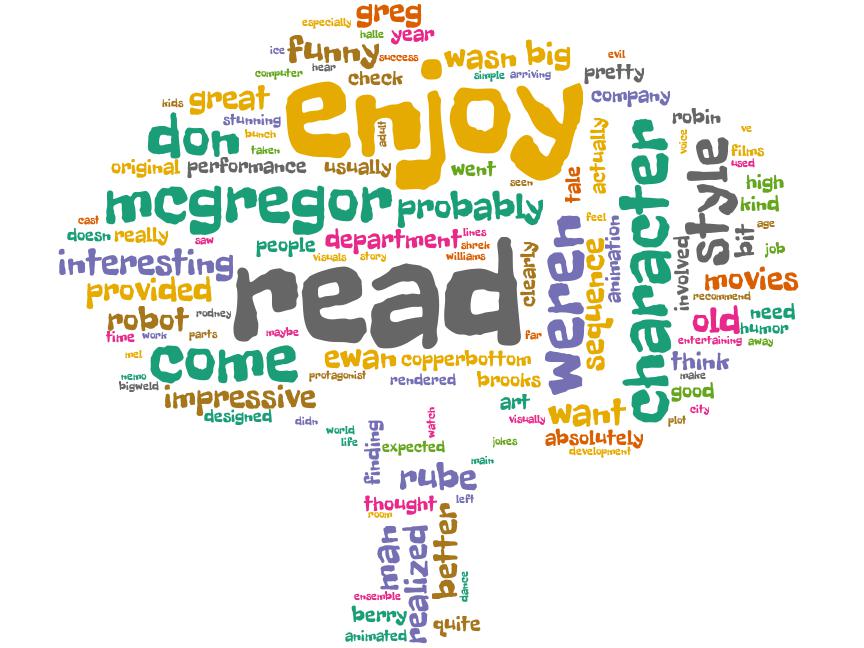 greg
especially
halle year
ice funny success wasn big evil
computer hear check simple arriving pretty
kids great enjoy company
stunning adult robin
don bunch actually voice ve
taken style films
original performance usually went tale used
seen character high
mcgregor probably kind
cast feel age
doesn really saw people department lines weren animation bit job
shrek sequence
interesting visuals story williams clearly involved
provided read movies
recommend
robot rodney old need
time work parts maybe far humor
entertaining away
mel come ewan copperbottom think
nemo protagonist rendered brooks make
bigweld good
impressive art want city
designed didn finding watch visually plot
world jokes absolutely
life expected development
main
rube
thought left
room
man realized better
dance
ensemble
berry quite
animated